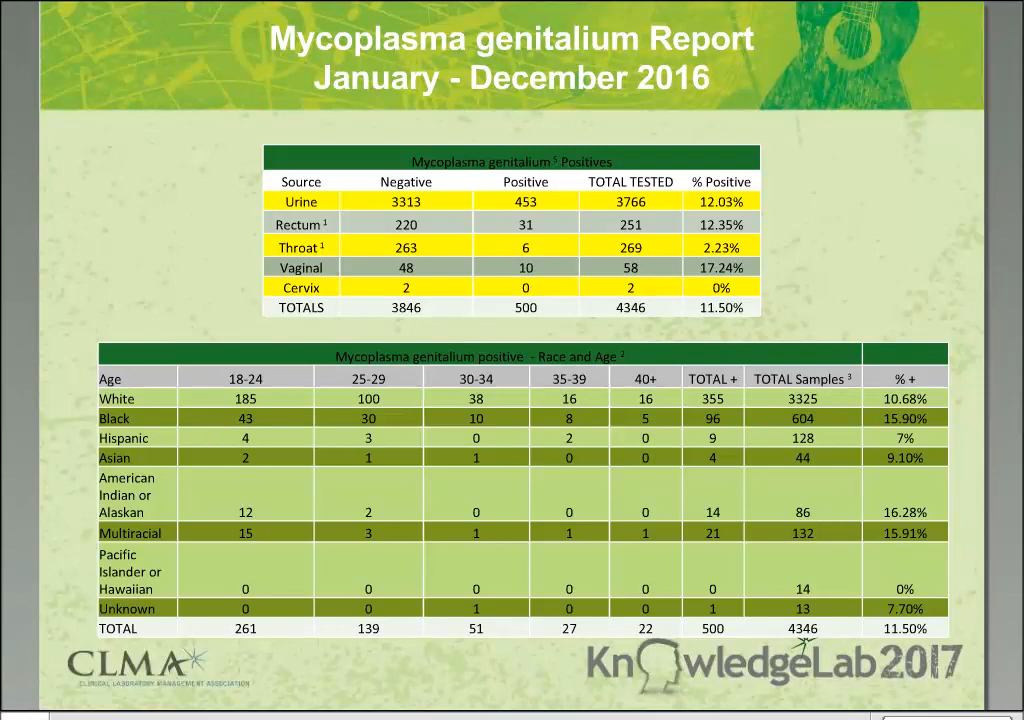 Mycoplasma genitalium Report
January - December 2016
Mycoplasma genitalium 5 Positives
Source Negative Positive TOTAL TESTED % Positive
Urine 3313 453 3766 12.03%
Rectum 1 220 31 251 12.35%
Throat 1 263 6 269 2.23%
Vaginal 48 10 58 17.24%
Cervix 2 0 2 0%
TOTALS 3846 500 4346 11.50%
Mycoplasma genitalium positive - Race and Age 2
Age 18-24 25-29 30-34 35-39 40+ TOTAL + TOTAL Samples 3 % +
White 185 100 38 16 16 355 3325 10.68%
Black 43 30 10 8 5 96 604 15.90%
Hispanic 4 3 0 2 0 9 128 7%
Asian 2 1 1 0 0 4 44 9.10%
American
Indian or
Alaskan 12 2 0 0 0 14 86 16.28%
Multiracial 15 3 1 1 1 21 132 15.91%
Pacific
Islander or
Hawaiian 0 0 0 0 0 0 14 0%
Unknown 0 0 1 0 0 1 13 7.70%
TOTAL 261 139 51 27 22 500 4346 11.50%
CLMA
CLINICAL LABORATORY MANAGEMENT ASSOCIATION
KnowledgeLab 2017